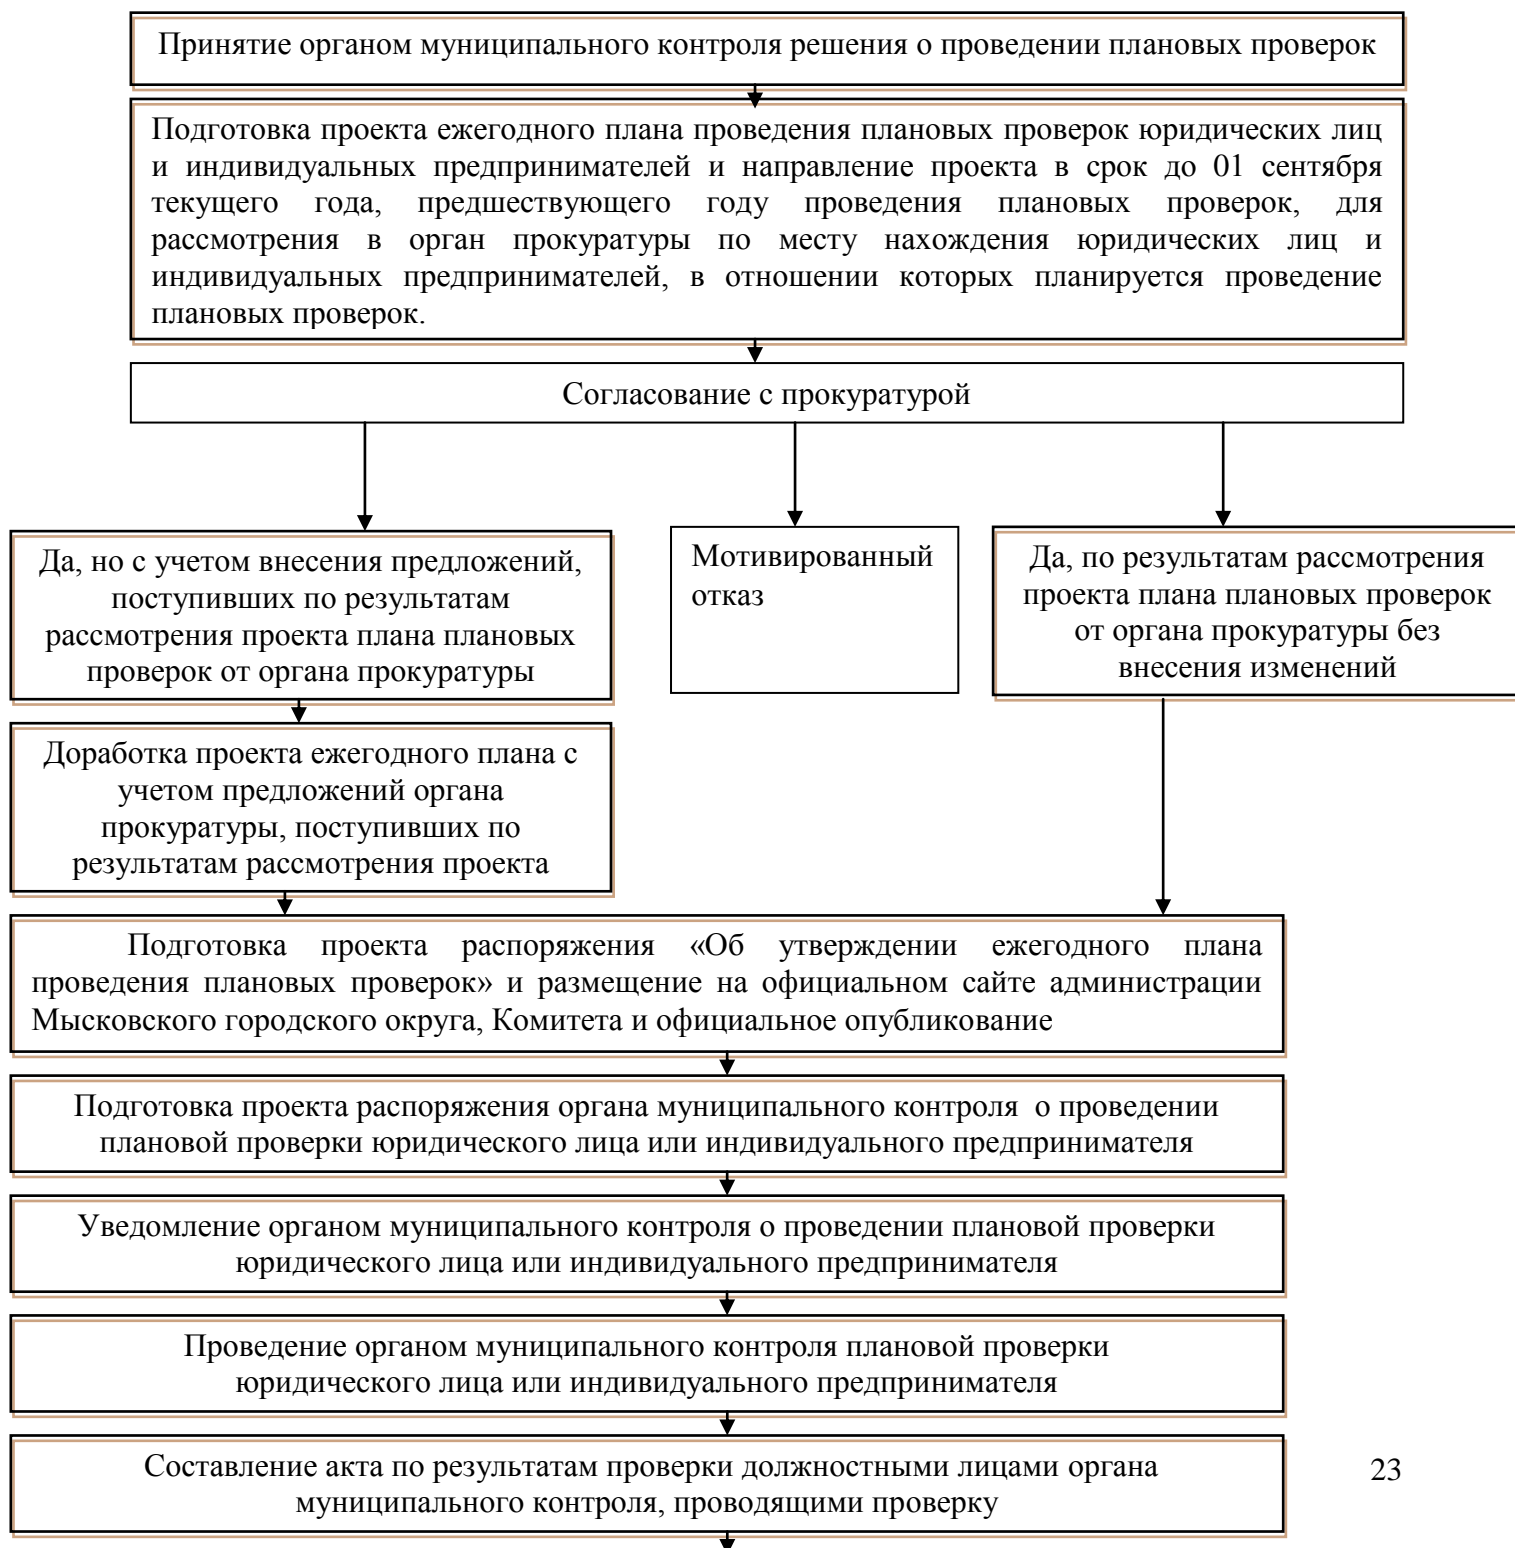 Принятие органом муниципального контроля решения о проведении плановых проверок
Подготовка проекта ежегодного плана проведения плановых проверок юридических лиц
и индивидуальных предпринимателей и направление проекта в срок до 01 сентября
текущего года, предшествующего году проведения плановых проверок, для
рассмотрения в орган прокуратуры по месту нахождения юридических лиц и
индивидуальных предпринимателей, в отношении которых планируется проведение
плановых проверок.
Согласование с прокуратурой
Да, но с учетом внесения предложений,
поступивших по результатам
рассмотрения проекта плана плановых
проверок от органа прокуратуры
Мотивированный
отказ
Да, по результатам рассмотрения
проекта плана плановых проверок
от органа прокуратуры без
внесения изменений
Доработка проекта ежегодного плана с
учетом предложений органа
прокуратуры, поступивших по
результатам рассмотрения проекта
Подготовка проекта распоряжения «Об утверждении ежегодного плана
проведения плановых проверок» и размещение на официальном сайте администрации
Мысковского городского округа, Комитета и официальное опубликование
Подготовка проекта распоряжения органа муниципального контроля о проведении
плановой проверки юридического лица или индивидуального предпринимателя
Уведомление органом муниципального контроля о проведении плановой проверки
юридического лица или индивидуального предпринимателя
Проведение органом муниципального контроля плановой проверки
юридического лица или индивидуального предпринимателя
Составление акта по результатам проверки должностными лицами органа
муниципального контроля, проводящими проверку
23